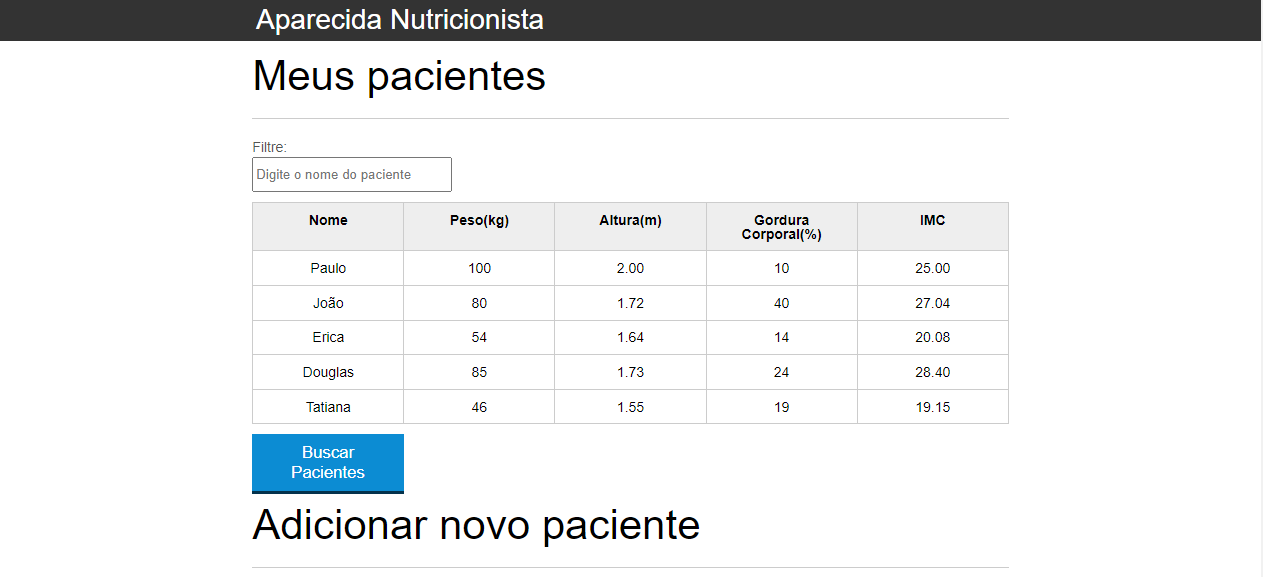 Aparecida Nutricionista
Meus pacientes
Filtre:
Digite o nome do paciente
Nome Peso(kg) Altura(m) Gordura Corporal(%) IMC
Paulo 100 2.00 10 25.00
João 80 1.72 40 27.04
Erica 54 1.64 14 20.08
Douglas 85 1.73 24 28.40
Tatiana 46 1.55 19 19.15
Buscar
Pacientes
Adicionar novo paciente